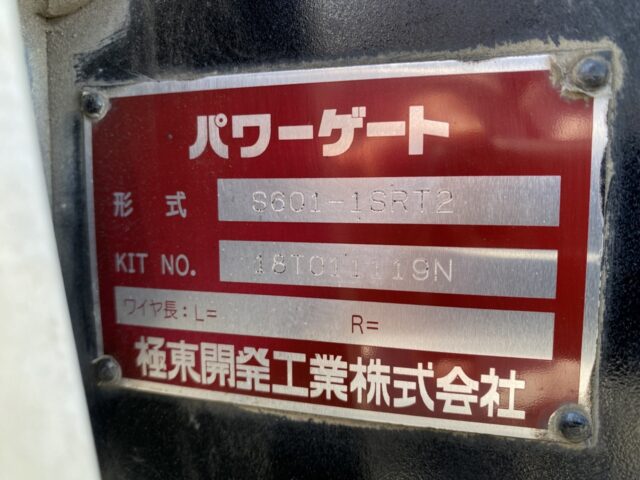 パワーゲート
形式 S601-1SRT2
KIT NO. 18T011119N
ワイヤ長:L= R=
極東開発工業株式会社